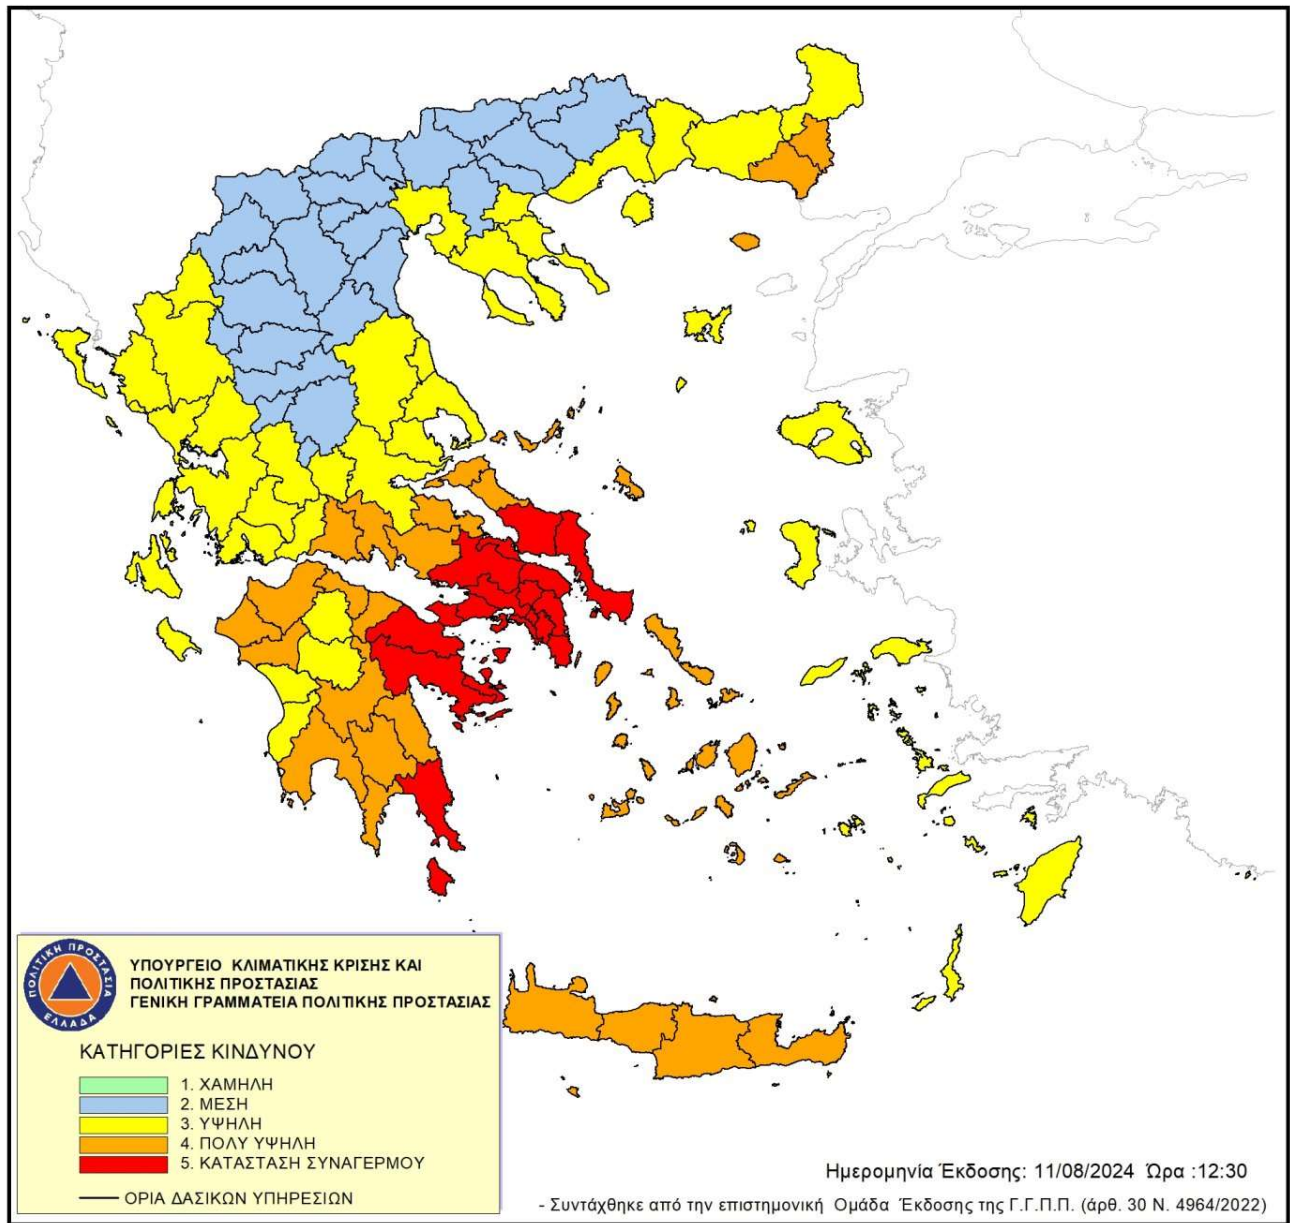 ΠΟΛΙΤΙΚΗ ΠΡΟΣΤΑΣΙΑ
ΕΛΛΑΔΑ
ΥΠΟΥΡΓΕΙΟ ΚΛΙΜΑΤΙΚΗΣ ΚΡΙΣΗΣ ΚΑΙ
ΠΟΛΙΤΙΚΗΣ ΠΡΟΣΤΑΣΙΑΣ
ΓΕΝΙΚΗ ΓΡΑΜΜΑΤΕΙΑ ΠΟΛΙΤΙΚΗΣ ΠΡΟΣΤΑΣΙΑΣ
ΚΑΤΗΓΟΡΙΕΣ ΚΙΝΔΥΝΟΥ
1. ΧΑΜΗΛΗ
2. ΜΕΣΗ
3. ΥΨΗΛΗ
4. ΠΟΛΥ ΥΨΗΛΗ
5. ΚΑΤΑΣΤΑΣΗ ΣΥΝΑΓΕΡΜΟΥ
ΟΡΙΑ ΔΑΣΙΚΩΝ ΥΠΗΡΕΣΙΩΝ
Ημερομηνία Έκδοσης: 11/08/2024 Ώρα :12:30
- Συντάχθηκε από την επιστημονική Ομάδα Έκδοσης της Γ.Γ.Π.Π. (άρθ. 30 Ν. 4964/2022)